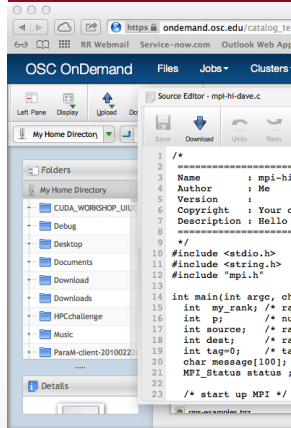 https ondemand.osc.edu/catalog_te
RR Webmail Service-now.com Outlook Web App
OSC OnDemand Files Jobs Clusters
Source Editor - mpi-hi-dave.c
Left Pane Display Upload Do
Save Download Undo Redo
My Home Directory
Folders
My Home Directory
CUDA_WORKSHOP_UIUC
Debug
Desktop
Documents
Download
Downloads
HPCchallenge
Music
ParaM-client-2010022
Details
1 /*
2 ====================
3 Name : mpi-hi
4 Author : Me
5 Version :
6 Copyright : Your c
7 Description : Hello
8 ====================
9 */
10 #include <stdio.h>
11 #include <string.h>
12 #include "mpi.h"
13
14 int main(int argc, ch
15 int my_rank; /* ra
16 int p; /* nu
17 int source; /* ra
18 int dest; /* ra
19 int tag=0; /* ta
20 char message[100];
21 MPI_Status status ;
22
23 /* start up MPI */
rms-examples.tgz